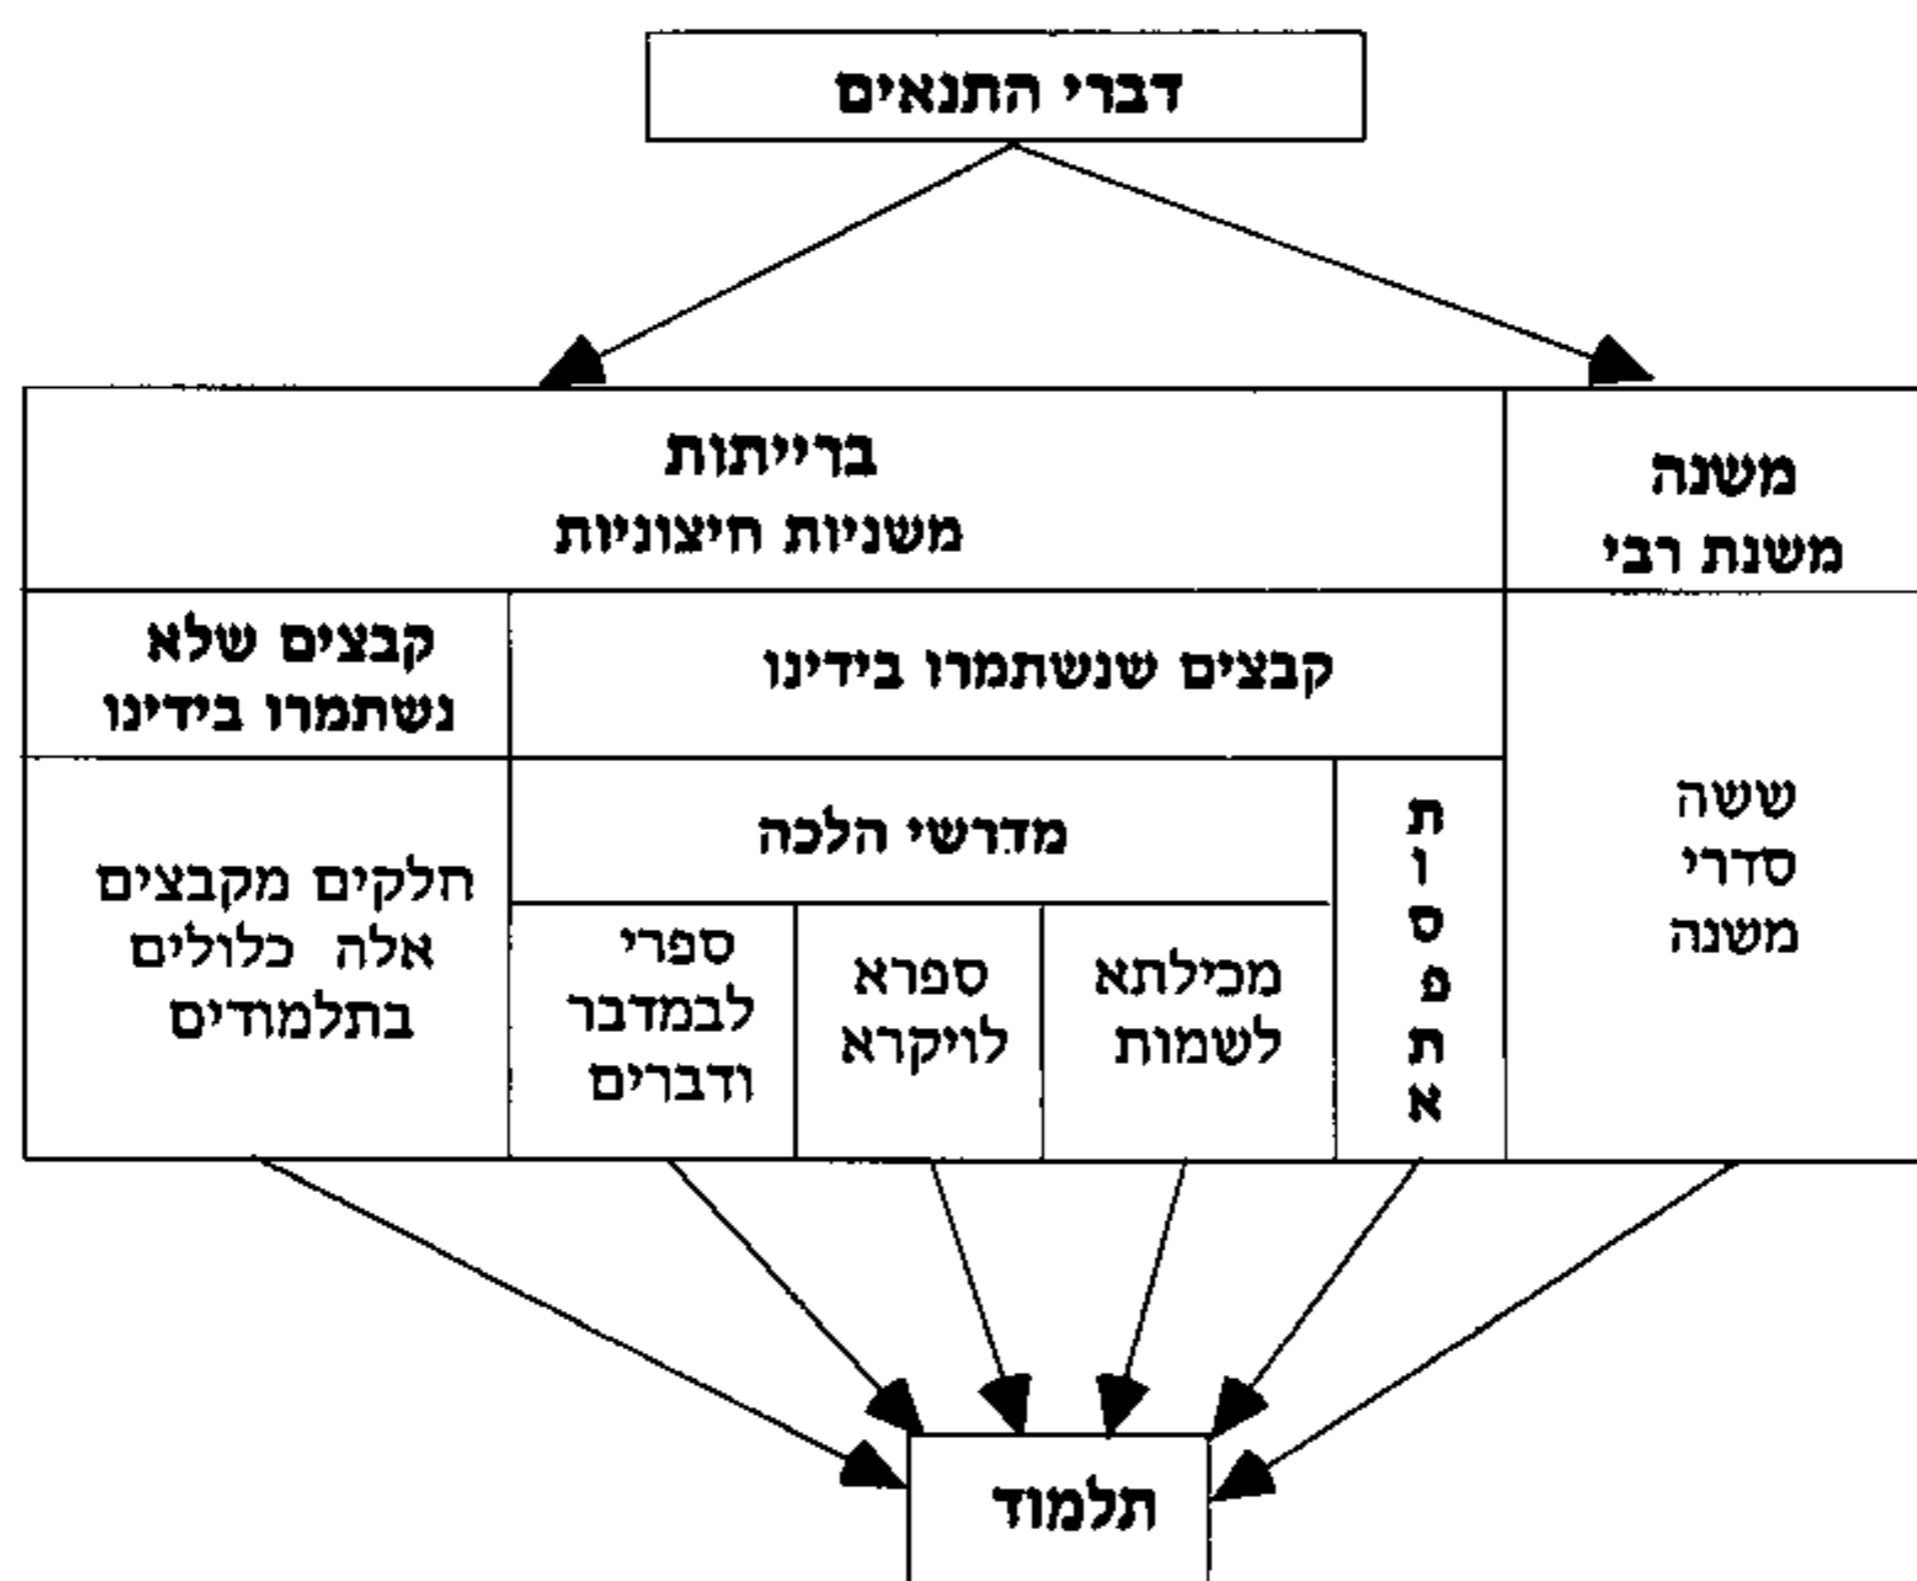 דברי התנאים
משנה
משנת רבי
ברייתות
משניות חיצוניות
קבצים שנשתמרו בידינו
קבצים שלא
נשתמרו בידינו
ששה
סדרי
משנה
תוספתא
מדרשי הלכה
מכילתא
לשמות
ספרא
לויקרא
ספרי
לבמדבר
ודברים
חלקים מקבצים
אלה כלולים
בתלמודים
תלמוד